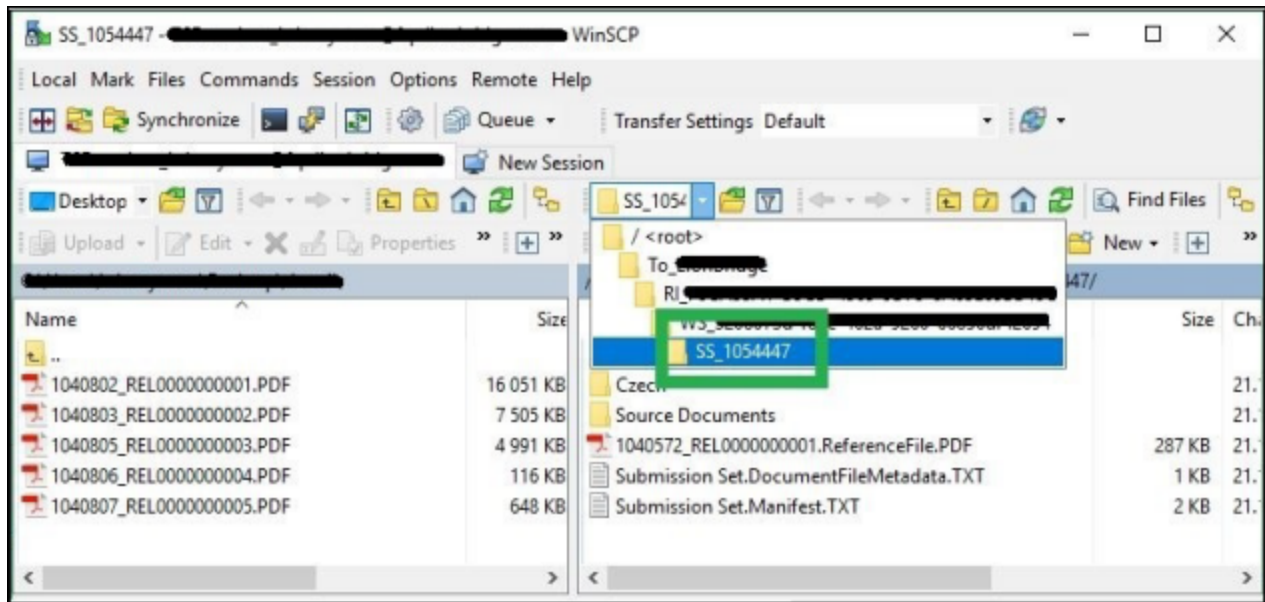 SS_1054447 - WinSCP
Local Mark Files Commands Session Options Remote Help
Synchronize Queue Transfer Settings Default
New Session
Desktop SS_1054 Find Files
Upload Edit Properties » » New »
/ <root>
To_
RI_
47/
SS_1054447
Name Size
..
1040802_REL0000000001.PDF 16 051 KB
1040803_REL0000000002.PDF 7 505 KB
1040805_REL0000000003.PDF 4 991 KB
1040806_REL0000000004.PDF 116 KB
1040807_REL0000000005.PDF 648 KB
Size
Czech 21.
Source Documents 21.
1040572_REL0000000001.ReferenceFile.PDF 287 KB 21.
Submission Set.DocumentFileMetadata.TXT 1 KB 21.
Submission Set.Manifest.TXT 2 KB 21.